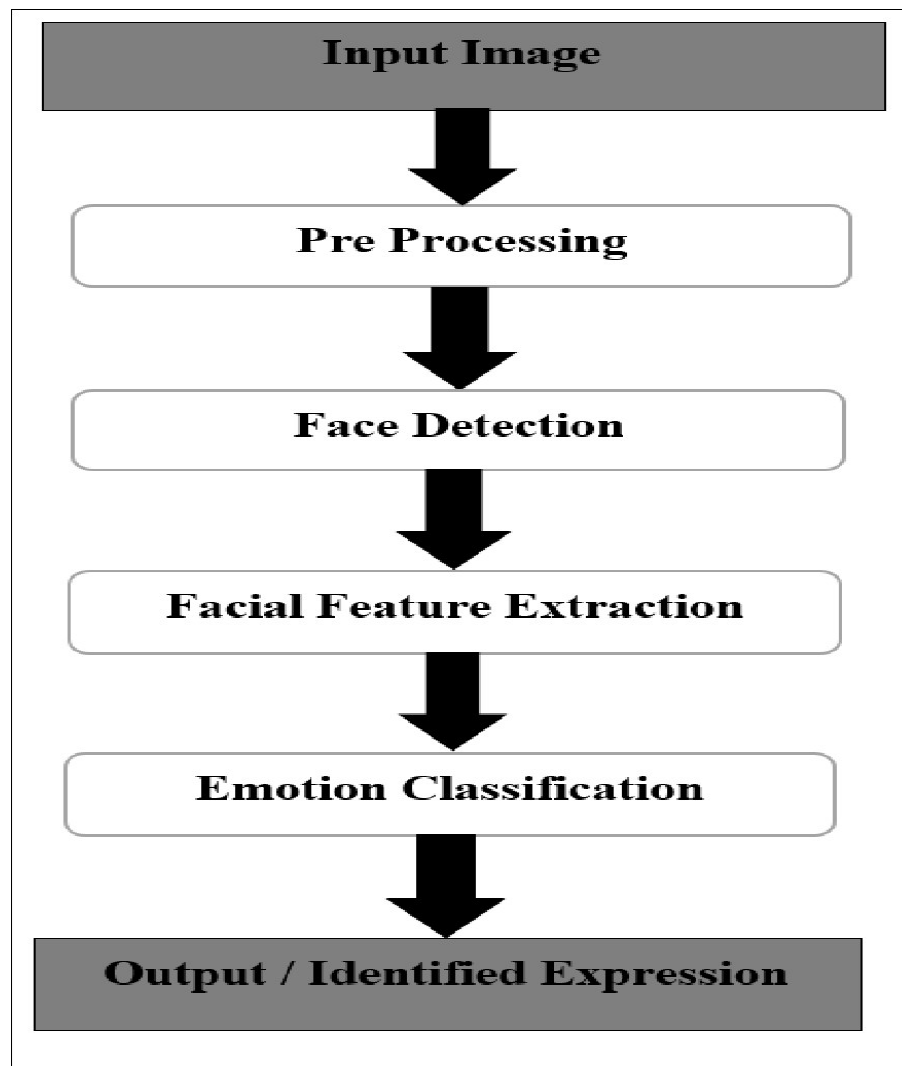 Input Image
Pre Processing
Face Detection
Facial Feature Extraction
Emotion Classification
Output / Identified Expression